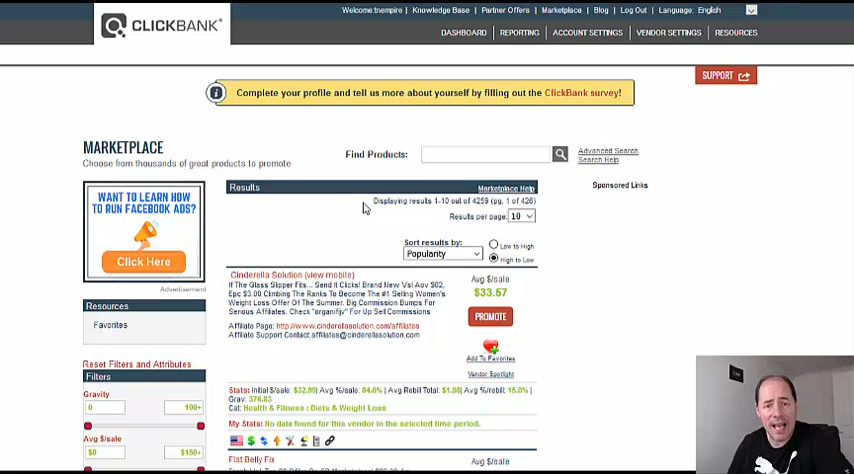 Welcome:tnempire | Knowledge Base | Partner Offers | Marketplace | Blog | Log Out | Language: English
CLICKBANK®
DASHBOARD | REPORTING | ACCOUNT SETTINGS | VENDOR SETTINGS | RESOURCES
SUPPORT
Complete your profile and tell us more about yourself by filling out the ClickBank survey!
MARKETPLACE
Choose from thousands of great products to promote
Find Products:
Advanced Search
Search Help
WANT TO LEARN HOW
TO RUN FACEBOOK ADS?
Click Here
Advertisement
Resources
Favorites
Reset Filters and Attributes
Filters
Gravity
0 100+
Avg $/sale
$0 $150+
Results Marketplace Help
Displaying results 1-10 out of 4259 (pg. 1 of 426)
Results per page: 10
Sort results by:
Popularity
Low to High
High to Low
Cinderella Solution (view mobile)
If The Glass Slipper Fits... Send It Clicks! Brand New Vsl Aov $62,
Epc $3.00 Climbing The Ranks To Become The #1 Selling Women's
Weight Loss Offer Of The Summer. Big Commission Bumps For
Serious Affiliates. Check "organifijv" For Up Sell Commissions
Affiliate Page: http://www.cinderellasolution.com/affiliates
Affiliate Support Contact:affiliates@cinderellasolution.com
Avg $/sale
$33.57
PROMOTE
Add To Favorites
Vendor Spotlight
Stats: Initial $/sale: $32.99| Avg %/sale: 84.0%| Avg Rebill Total: $1.98| Avg %/rebill: 15.0%|
Grav: 376.83
Cat: Health & Fitness : Diets & Weight Loss
My Stats: No data found for this vendor in the selected time period.
Flat Belly Fix
Avg $/sale
Sponsored Links